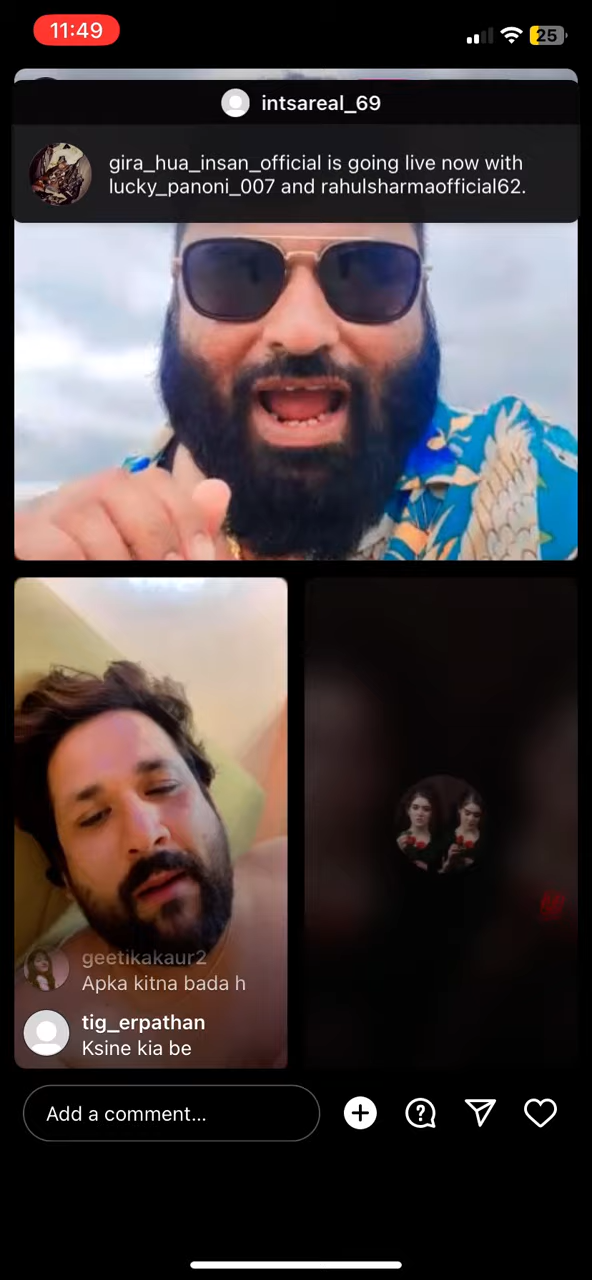 11:49
25
intsareal_69
gira_hua_insan_official is going live now with
lucky_panoni_007 and rahulsharmaofficial62.
geetikakaur2
Apka kitna bada h
tig_erpathan
Ksine kia be
Add a comment...